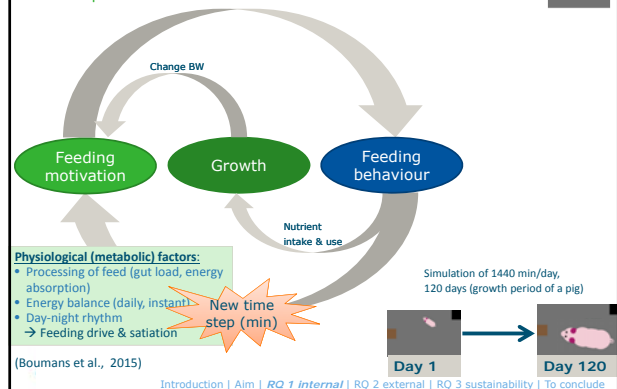 Change BW
Feeding
motivation
Growth
Feeding
behaviour
Nutrient
intake & use
Physiological (metabolic) factors:
• Processing of feed (gut load, energy
absorption)
• Energy balance (daily, instant)
• Day-night rhythm
→ Feeding drive & satiation
New time
step (min)
Simulation of 1440 min/day,
120 days (growth period of a pig)
Day 1
Day 120
(Boumans et al., 2015)
Introduction | Aim | RQ 1 internal | RQ 2 external | RQ 3 sustainability | To conclude